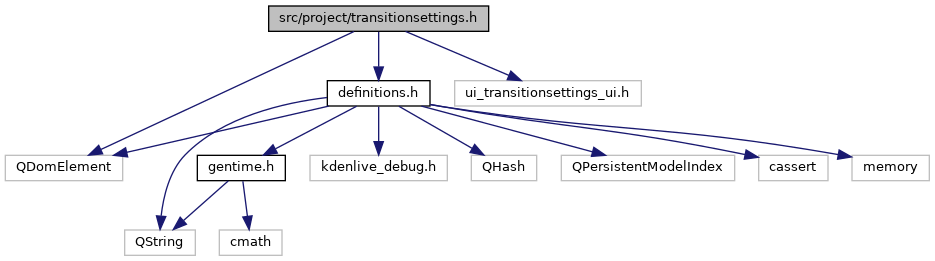 src/project/transitionsettings.h
definitions.h
ui_transitionsettings_ui.h
QDomElement
gentime.h
kdenlive_debug.h
QHash
QPersistentModelIndex
cassert
memory
QString
cmath